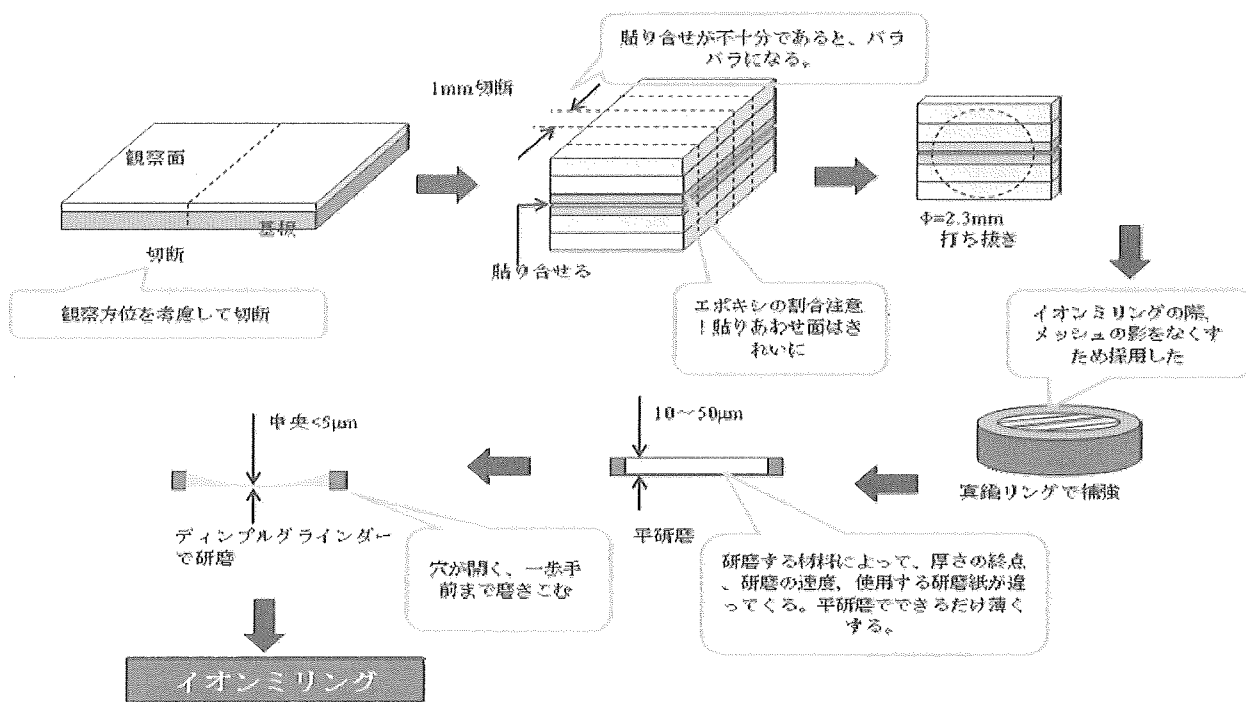 貼り合せが不十分であると、バラ
バラになる。
1mm切断
観察面
基板
切断
観察方位を考慮して切断
貼り合せる
エポキシの割合注意
！貼りあわせ面はき
れいに
Φ=2.3mm
打ち抜き
イオンミリングの際、
メッシュの影をなくす
ため採用した
真鍮リングで補強
10～50μm
平研磨
研磨する材料によって、厚さの終点
、研磨の速度，使用する研磨紙が違
ってくる。平研磨でできるだけ薄く
する。
中央<5μm
ディンプルグラインダー
で研磨
穴が開く、一歩手
前まで磨きこむ
イオンミリング